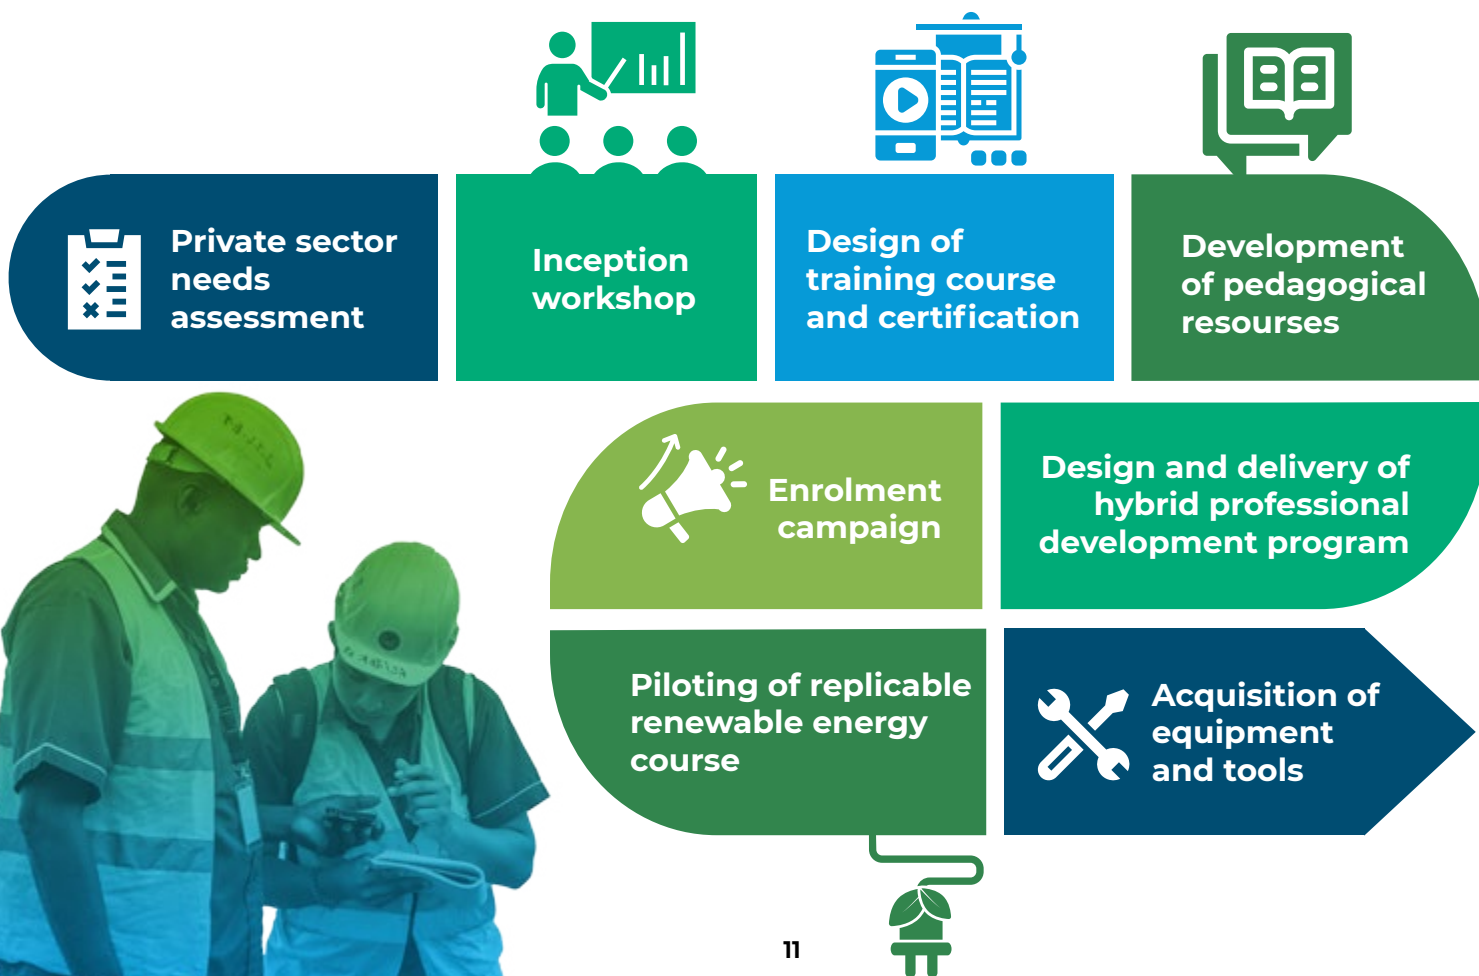 Private sector
needs
assessment
Inception
workshop
Design of
training course
and certification
Development
of pedagogical
resourses
Design and delivery of
hybrid professional
development program
Enrolment
campaign
Piloting of replicable
renewable energy
course
Acquisition of
equipment
and tools
11